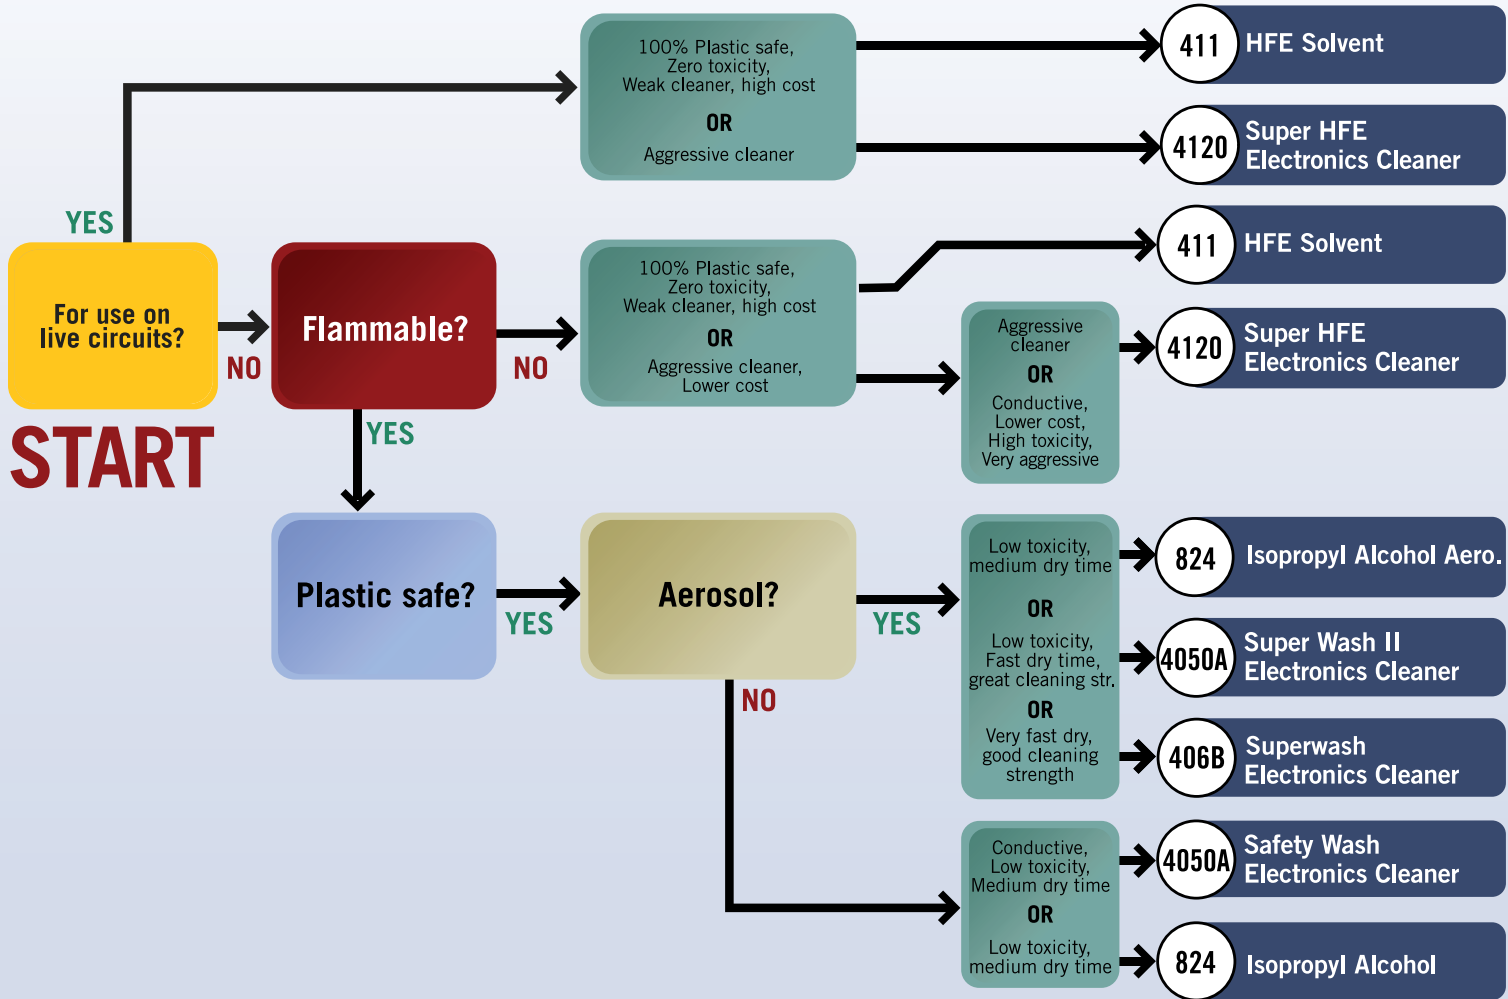 100% Plastic safe,
Zero toxicity,
Weak cleaner, high cost
OR
Aggressive cleaner
411
HFE Solvent
4120
Super HFE
Electronics Cleaner
YES
For use on
live circuits?
NO
START
Flammable?
NO
YES
100% Plastic safe,
Zero toxicity,
Weak cleaner, high cost
OR
Aggressive cleaner,
Lower cost
411
HFE Solvent
Aggressive
cleaner
OR
Conductive,
Lower cost,
High toxicity,
Very aggressive
4120
Super HFE
Electronics Cleaner
Plastic safe?
YES
Aerosol?
YES
NO
Low toxicity,
medium dry time
OR
Low toxicity,
Fast dry time,
great cleaning str.
OR
Very fast dry,
good cleaning
strength
824
Isopropyl Alcohol Aero.
4050A
Super Wash II
Electronics Cleaner
406B
Superwash
Electronics Cleaner
Conductive,
Low toxicity,
Medium dry time
OR
Low toxicity,
medium dry time
4050A
Safety Wash
Electronics Cleaner
824
Isopropyl Alcohol